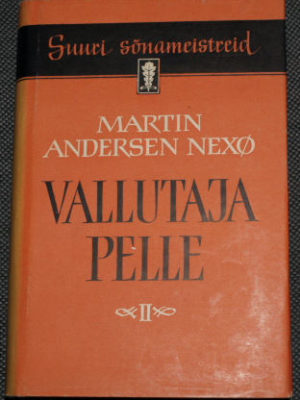 Suuri sõnameistreid
MARTIN
ANDERSEN NEXØ
VALLUTAJA
PELLE
II